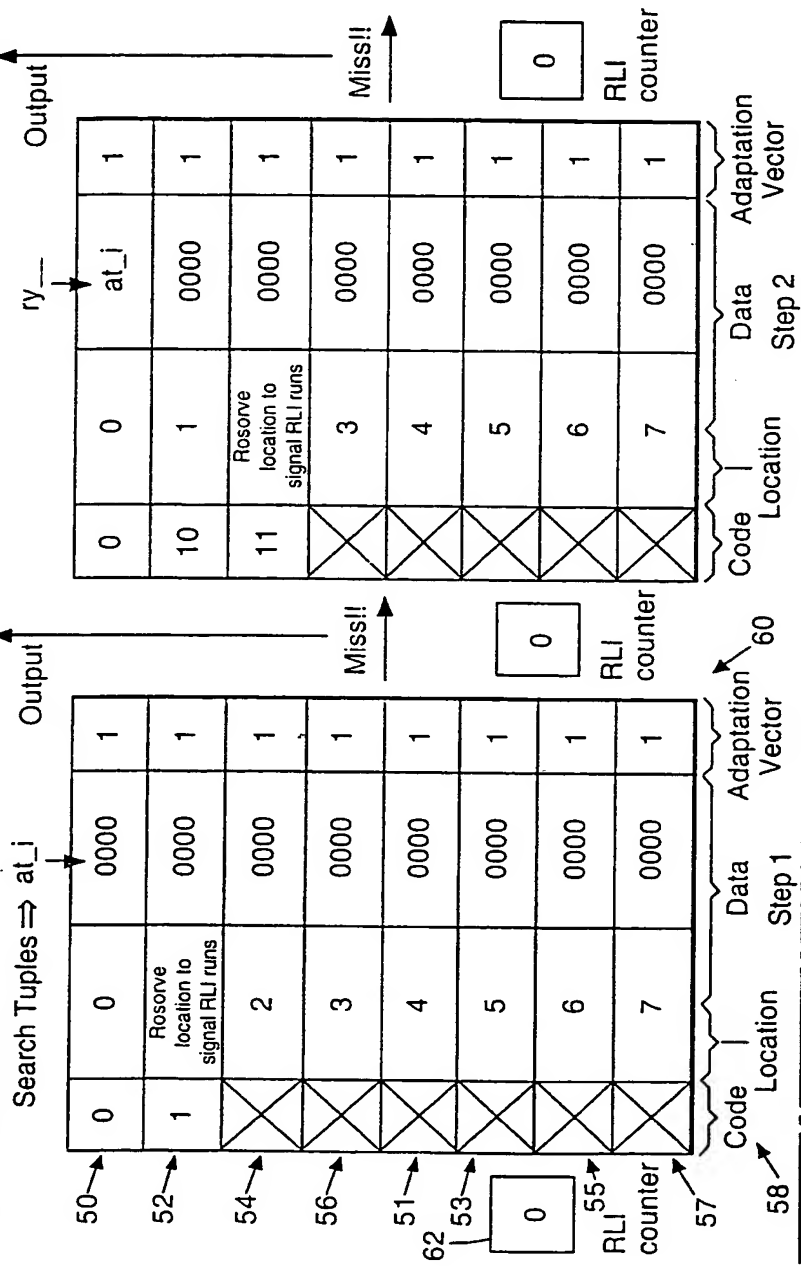 Search Tuples ⇒ at_i
Output
50 0 0 0000 1
52 1 Rosorve location to signal RLI runs 0000 1
54 2 0000 1
56 3 0000 1
51 4 0000 1
53 5 0000 1
55 6 0000 1
57 7 0000 1
Miss!!
62
0
RLI
counter
0
RLI
counter
58
Code
Location
Data
Adaptation
Vector
60
Step 1
ry__
Output
0 0 at_i 1
10 1 0000 1
11 Rosorve location to signal RLI runs 0000 1
3 0000 1
4 0000 1
5 0000 1
6 0000 1
7 0000 1
Miss!!
0
RLI
counter
Code
Location
Data
Adaptation
Vector
Step 2